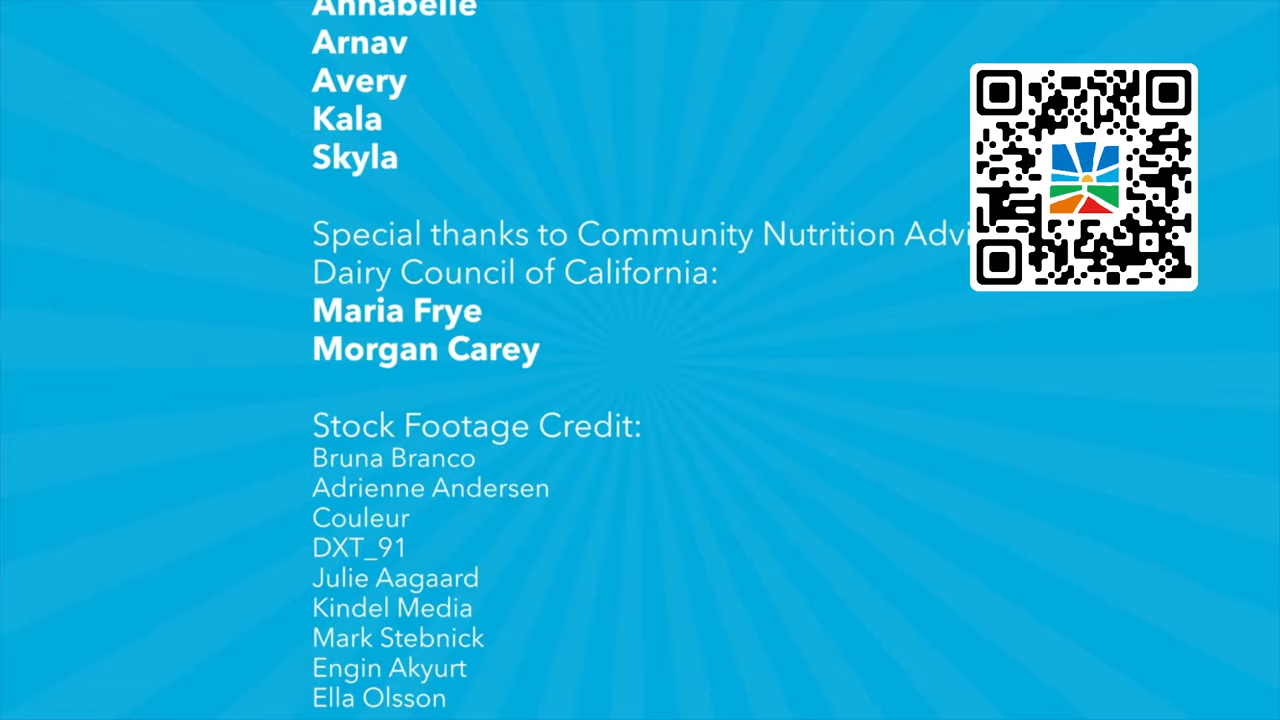 Annabelle
Arnav
Avery
Kala
Skyla
Special thanks to Community Nutrition
Dairy Council of California:
Maria Frye
Morgan Carey
Stock Footage Credit:
Bruna Branco
Adrienne Andersen
Couleur
DXT_91
Julie Aagaard
Kindel Media
Mark Stebnick
Engin Akyurt
Ella Olsson